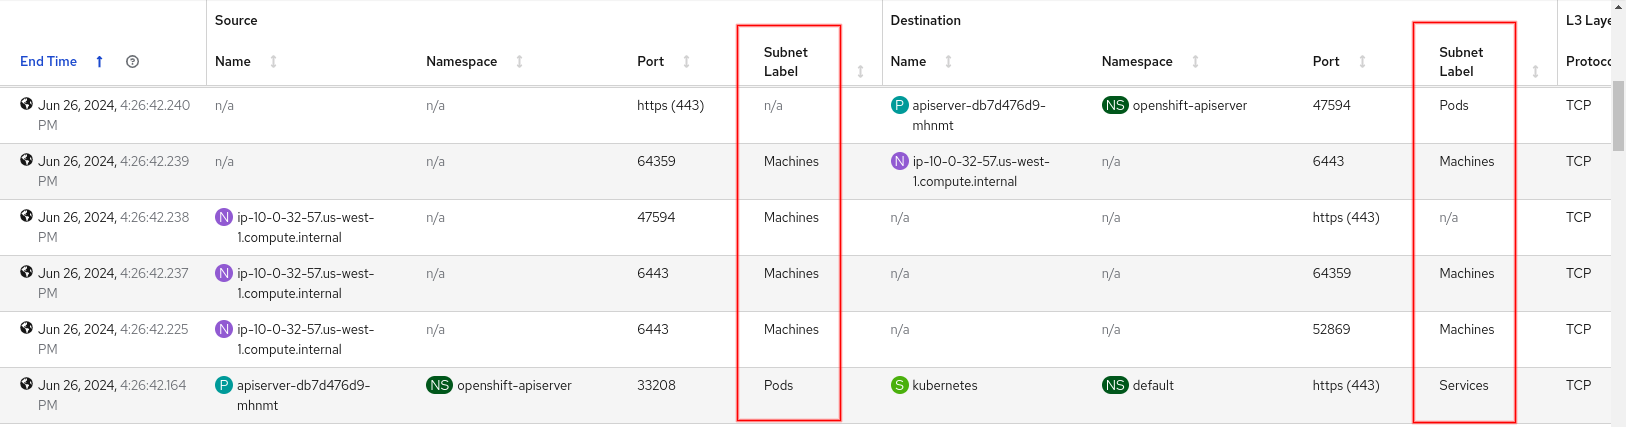 Source Destination L3 Laye
End Time Name Namespace Port Subnet Label Name Namespace Port Subnet Label Protoco
Jun 26, 2024, 4:26:42.240 PM n/a n/a https (443) n/a P apiserver-db7d476d9-mhnmt NS openshift-apiserver 47594 Pods TCP
Jun 26, 2024, 4:26:42.239 PM n/a n/a 64359 Machines N ip-10-0-32-57.us-west-1.compute.internal n/a 6443 Machines TCP
Jun 26, 2024, 4:26:42.238 PM N ip-10-0-32-57.us-west-1.compute.internal n/a 47594 Machines n/a n/a https (443) n/a TCP
Jun 26, 2024, 4:26:42.237 PM N ip-10-0-32-57.us-west-1.compute.internal n/a 6443 Machines n/a n/a 64359 Machines TCP
Jun 26, 2024, 4:26:42.225 PM N ip-10-0-32-57.us-west-1.compute.internal n/a 6443 Machines n/a n/a 52869 Machines TCP
Jun 26, 2024, 4:26:42.164 PM P apiserver-db7d476d9-mhnmt NS openshift-apiserver 33208 Pods S kubernetes NS default https (443) Services TCP